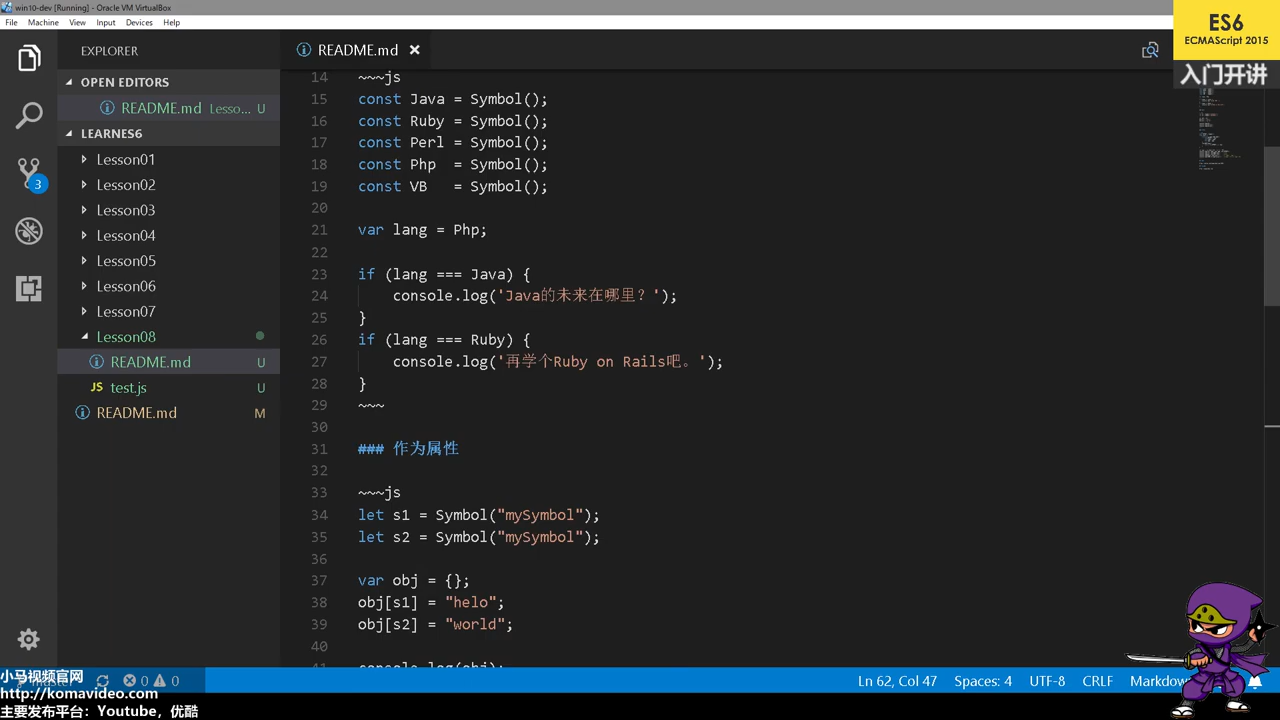 win10-dev [Running] - Oracle VM VirtualBox
File Machine View Input Devices Help
ES6
ECMAScript 2015
入门开讲
EXPLORER
README.md
OPEN EDITORS
README.md Lesso... U
LEARNES6
Lesson01
Lesson02
Lesson03
Lesson04
Lesson05
Lesson06
Lesson07
Lesson08
README.md U
test.js U
README.md M
3
14 ~~~js
15 const Java = Symbol();
16 const Ruby = Symbol();
17 const Perl = Symbol();
18 const Php  = Symbol();
19 const VB   = Symbol();
20
21 var lang = Php;
22
23 if (lang === Java) {
24     console.log('Java的未来在哪里？');
25 }
26 if (lang === Ruby) {
27     console.log('再学个Ruby on Rails吧。');
28 }
29 ~~~
30
31 ### 作为属性
32
33 ~~~js
34 let s1 = Symbol("mySymbol");
35 let s2 = Symbol("mySymbol");
36
37 var obj = {};
38 obj[s1] = "helo";
39 obj[s2] = "world";
40
41 console.log(obj);
小马视频官网
http://komavideo.com
主要发布平台：Youtube，优酷
0 0
Ln 62, Col 47 Spaces: 4 UTF-8 CRLF Markdow